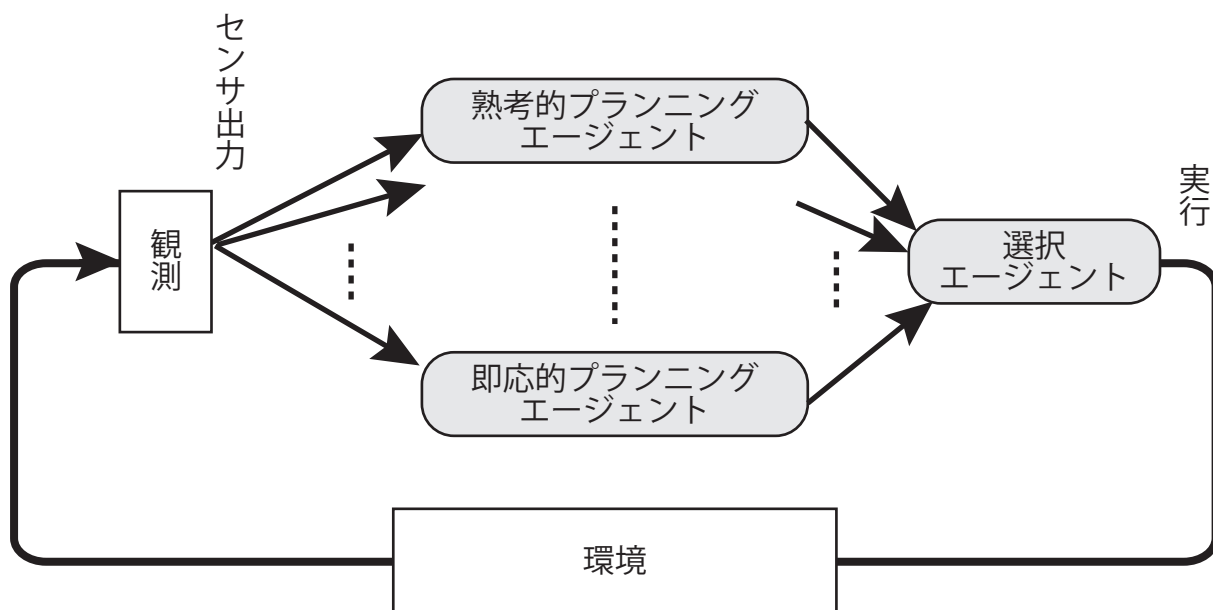 センサ出力
熟考的プランニング
エージェント
実行
観測
選択
エージェント
即応的プランニング
エージェント
環境